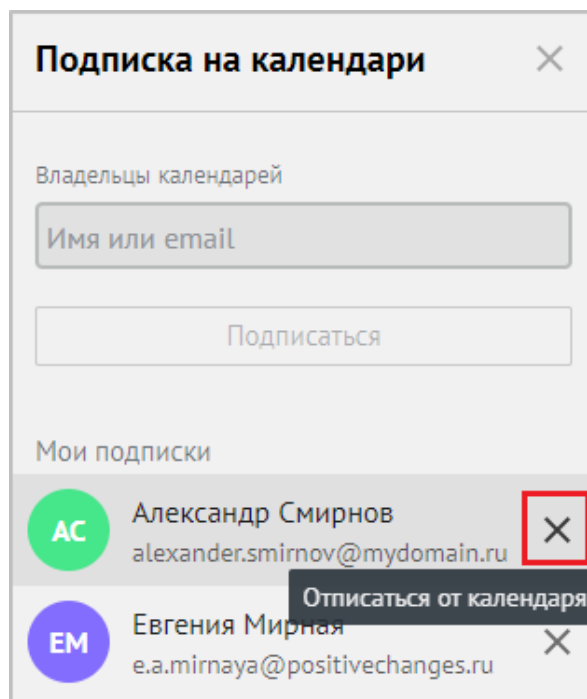 Подписка на календари
Владельцы календарей
Имя или email
Подписаться
Мои подписки
АС
Александр Смирнов
alexander.smirnov@mydomain.ru
Отписаться от календаря
ЕМ
Евгения Мирная
e.a.mirnaya@positivechanges.ru